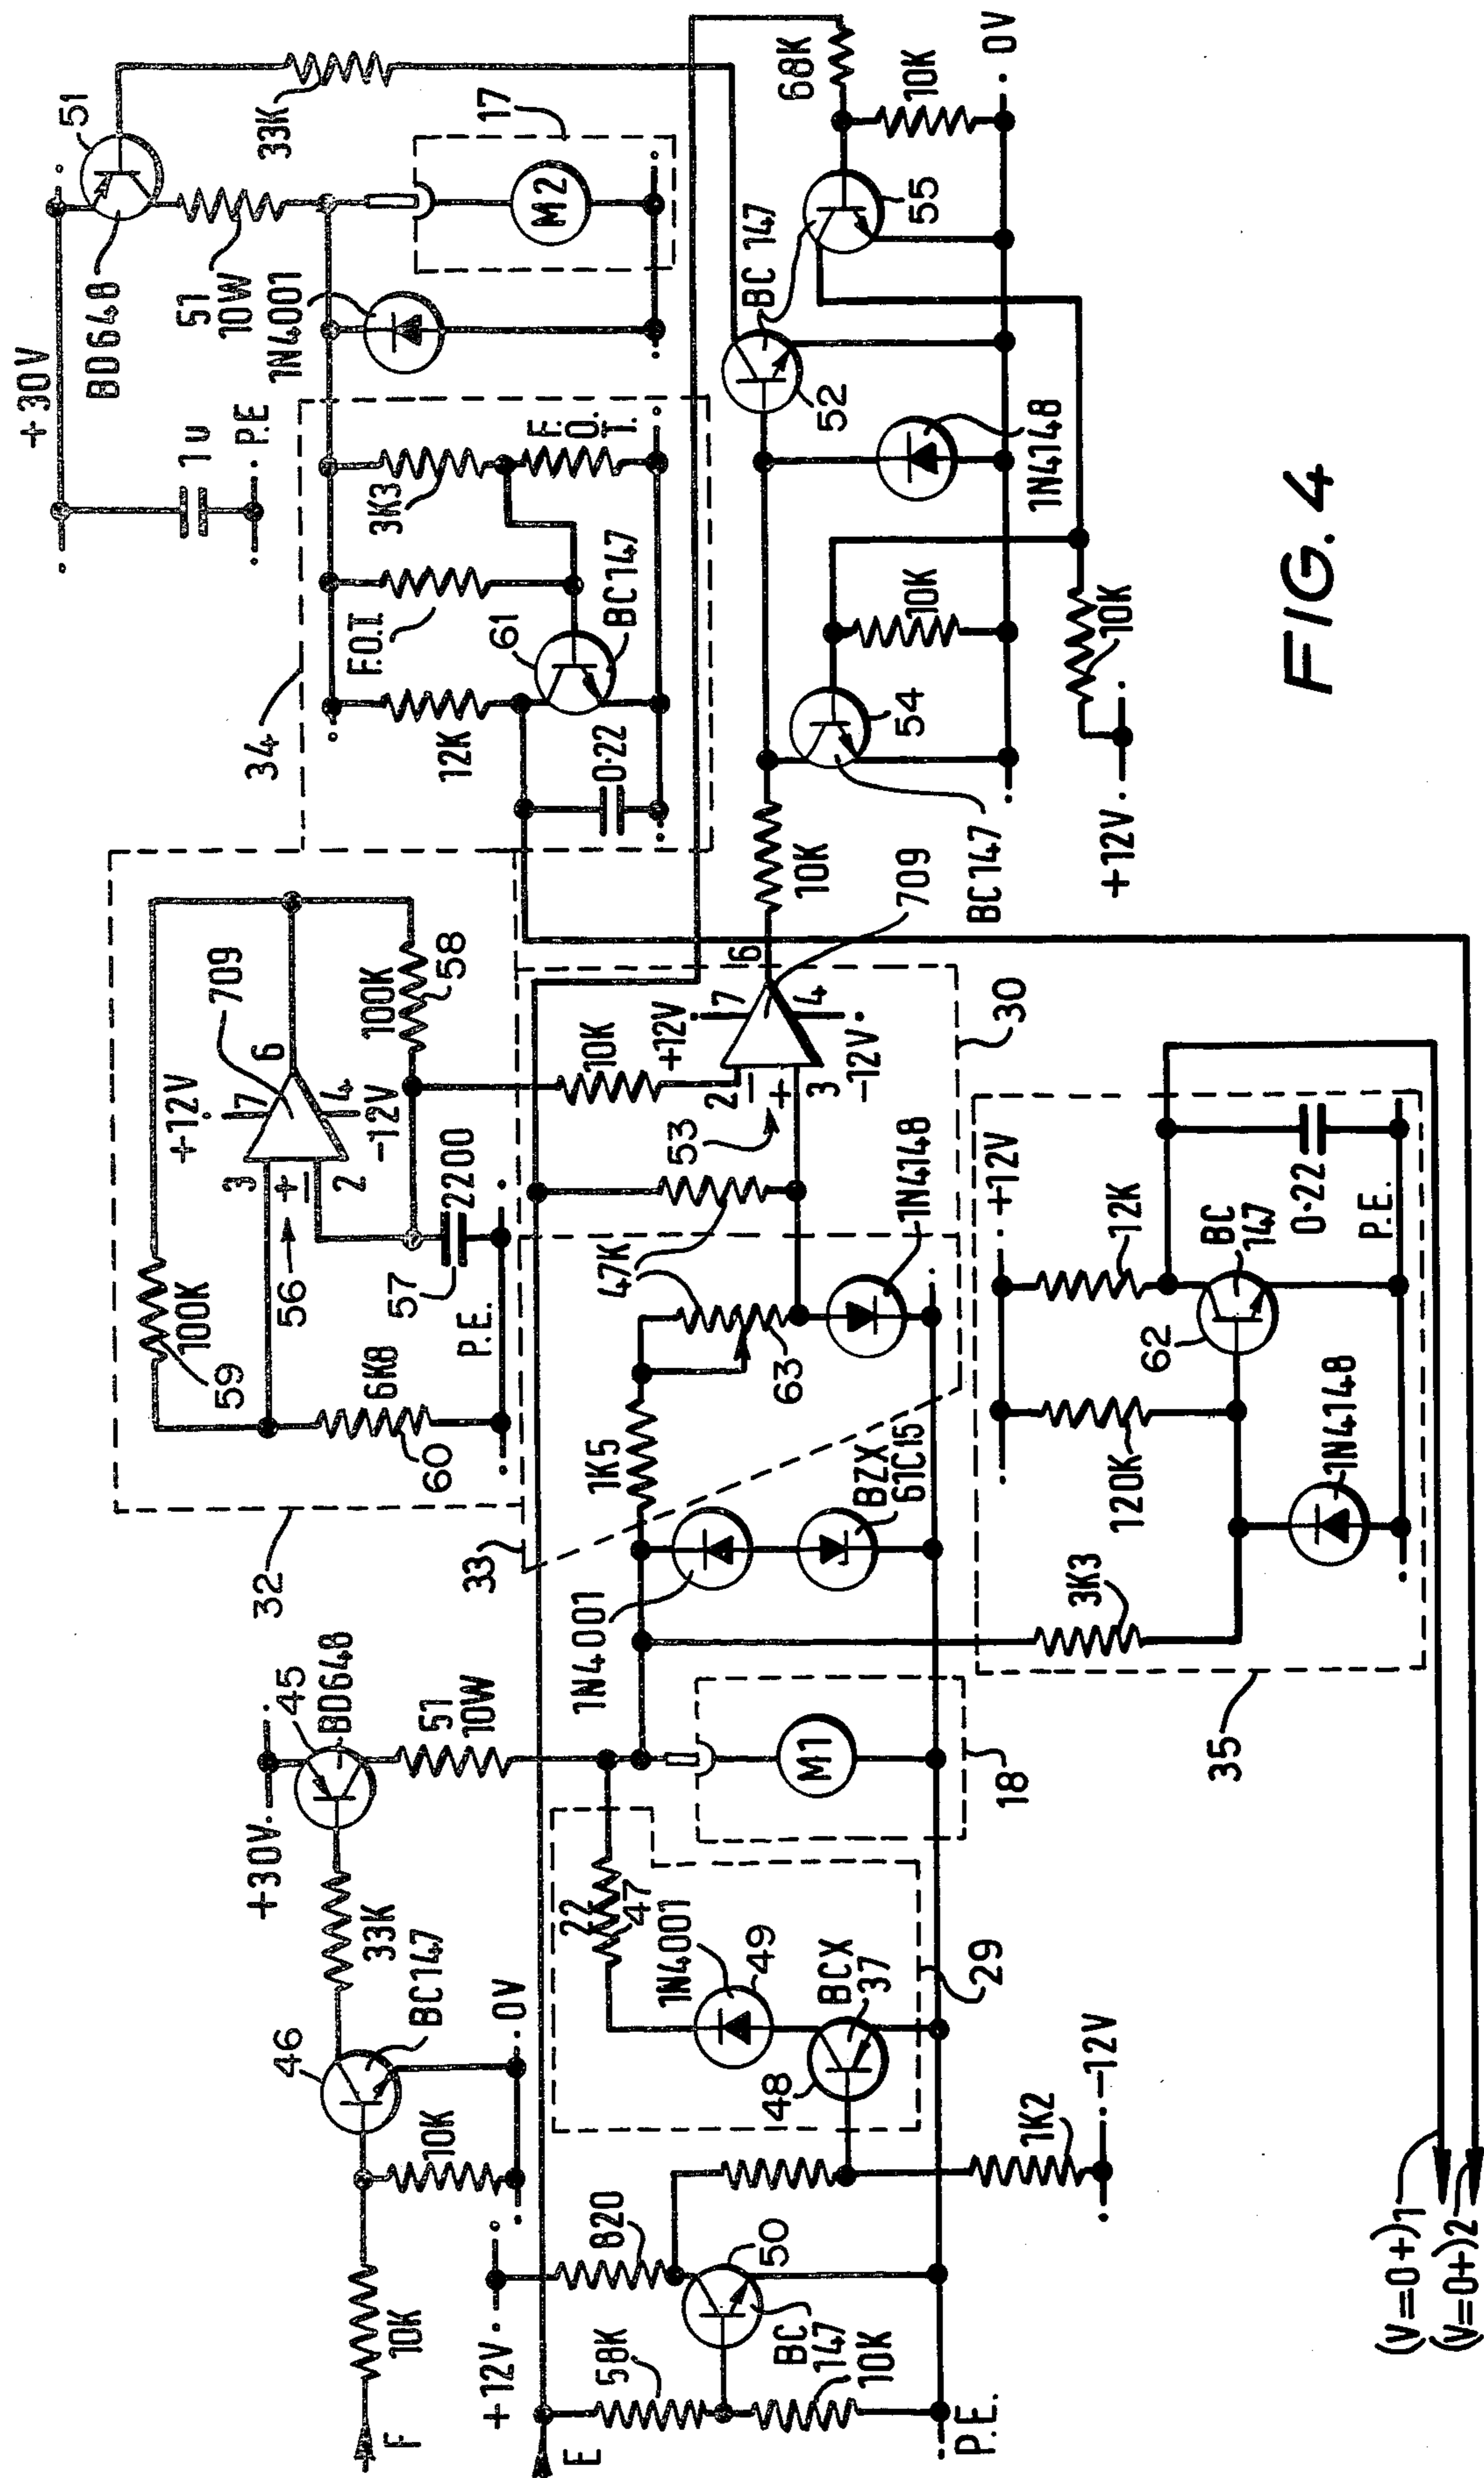 +30V
51
BD648
1U
P.E
51
10W
1N4001
33K
17
M2
34
3K3
F.O.T.
F.O.T.
61
12K
BC147
0.22
68K
10K
0V
BC 147
55
52
1N4148
10K
54
BC147
10K
+12V
10K
32
+12V
709
7
3
+
−
2
6
4
-12V
56
100K
59
100K
58
57
2200
6K8
60
P.E.
10K
+12V
7
6
4
-12V
2
−
+
3
53
709
30
33
1K5
47K
63
1N4148
BZX
61C15
1N4001
+30V
45
BD648
51
10W
33K
46
BC147
10K
10K
0V
F
+12V
820
58K
50
BC
147
10K
E
P.E.
22
47
1N4001
49
BCX
37
48
29
1K2
-12V
M1
18
35
3K3
120K
+12V
12K
62
BC
147
1N4148
0.22
P.E.
(V=0+)1
(V=0+)2
FIG. 4